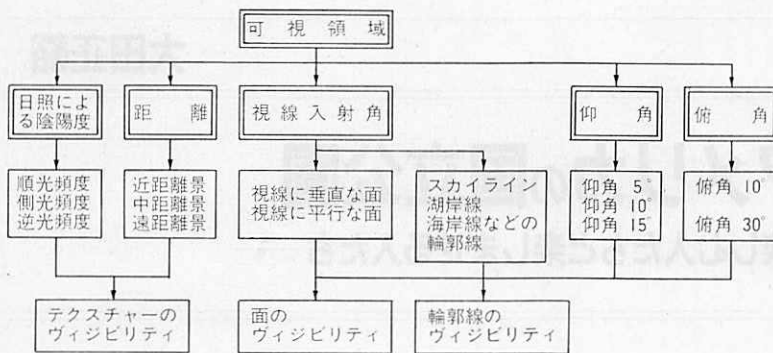 可視領域
日照によ
る陰陽度
距離
視線入射角
仰角
俯角
順光頻度
側光頻度
逆光頻度
近距離景
中距離景
遠距離景
視線に垂直な面
視線に平行な面
スカイライン
湖岸線
海岸線などの
輪郭線
仰角 5°
仰角 10°
仰角 15°
俯角 10°
俯角 30°
テクスチャーの
ヴィジビリティ
面の
ヴィジビリティ
輪郭線の
ヴィジビリティ